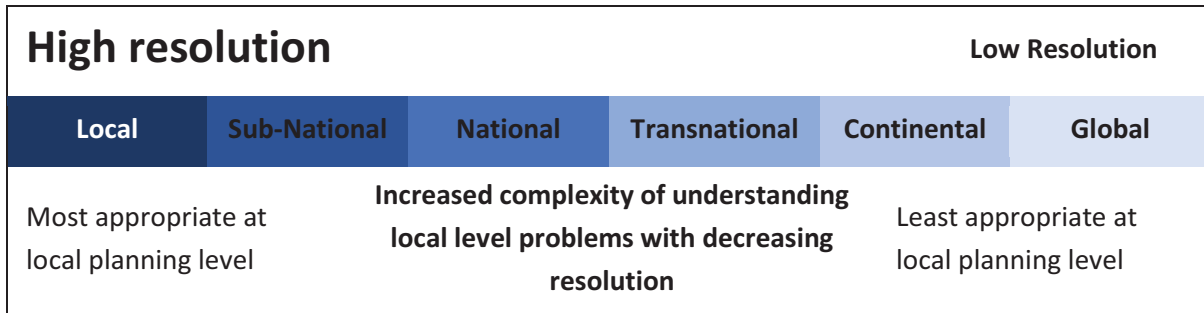 High resolution
Low Resolution
Local
Sub-National
National
Transnational
Continental
Global
Most appropriate at
local planning level
Increased complexity of understanding
local level problems with decreasing
resolution
Least appropriate at
local planning level